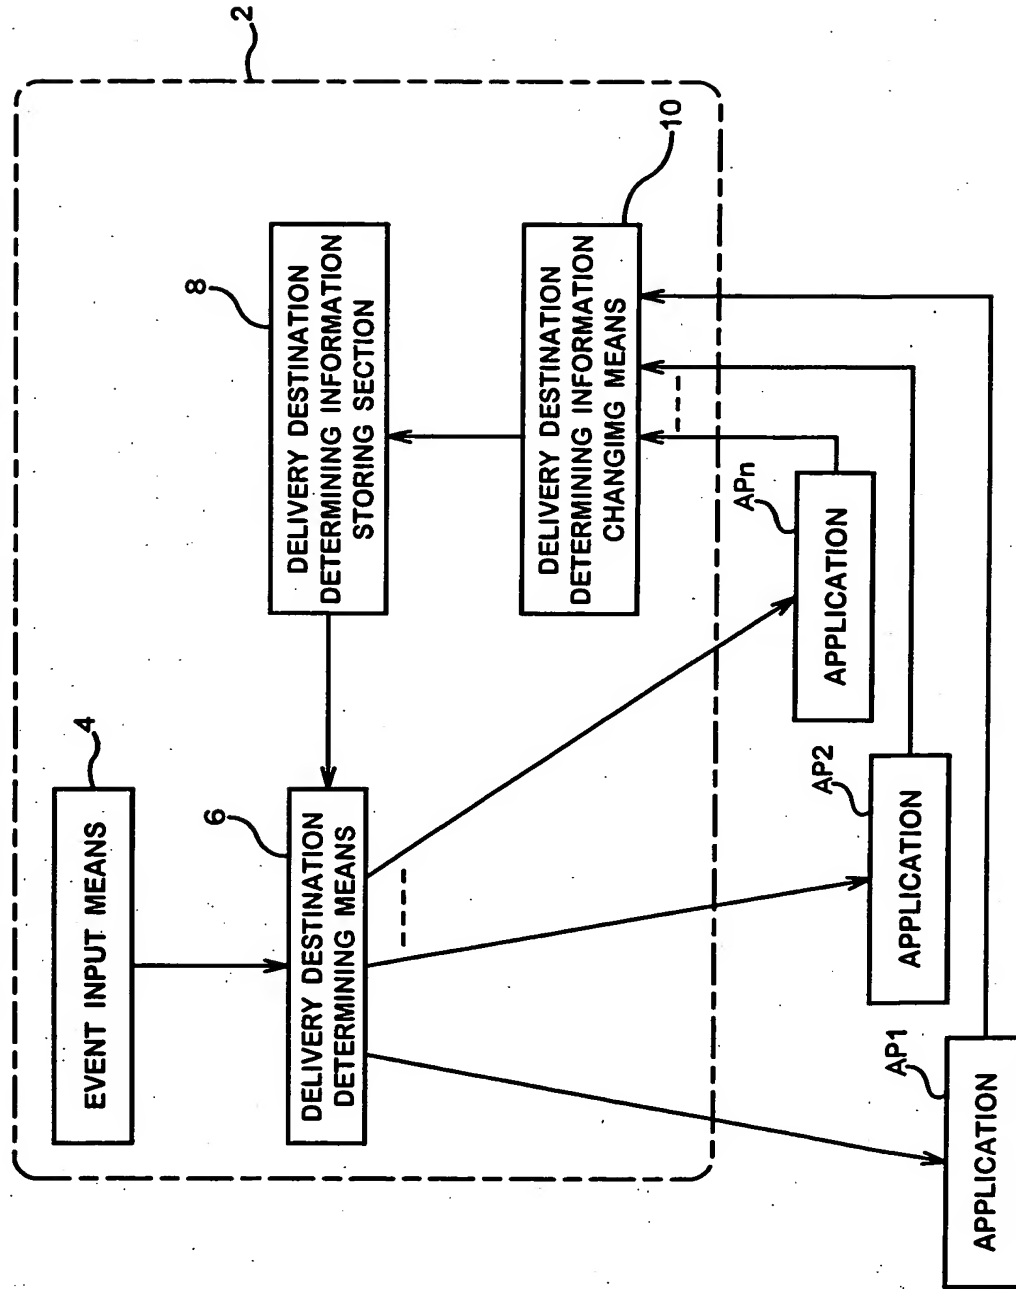 2
4
EVENT INPUT MEANS
6
DELIVERY DESTINATION
DETERMINING MEANS
8
DELIVERY DESTINATION
DETERMINING INFORMATION
STORING SECTION
10
DELIVERY DESTINATION
DETERMINING INFORMATION
CHANGIMG MEANS
AP1
APPLICATION
AP2
APPLICATION
APn
APPLICATION